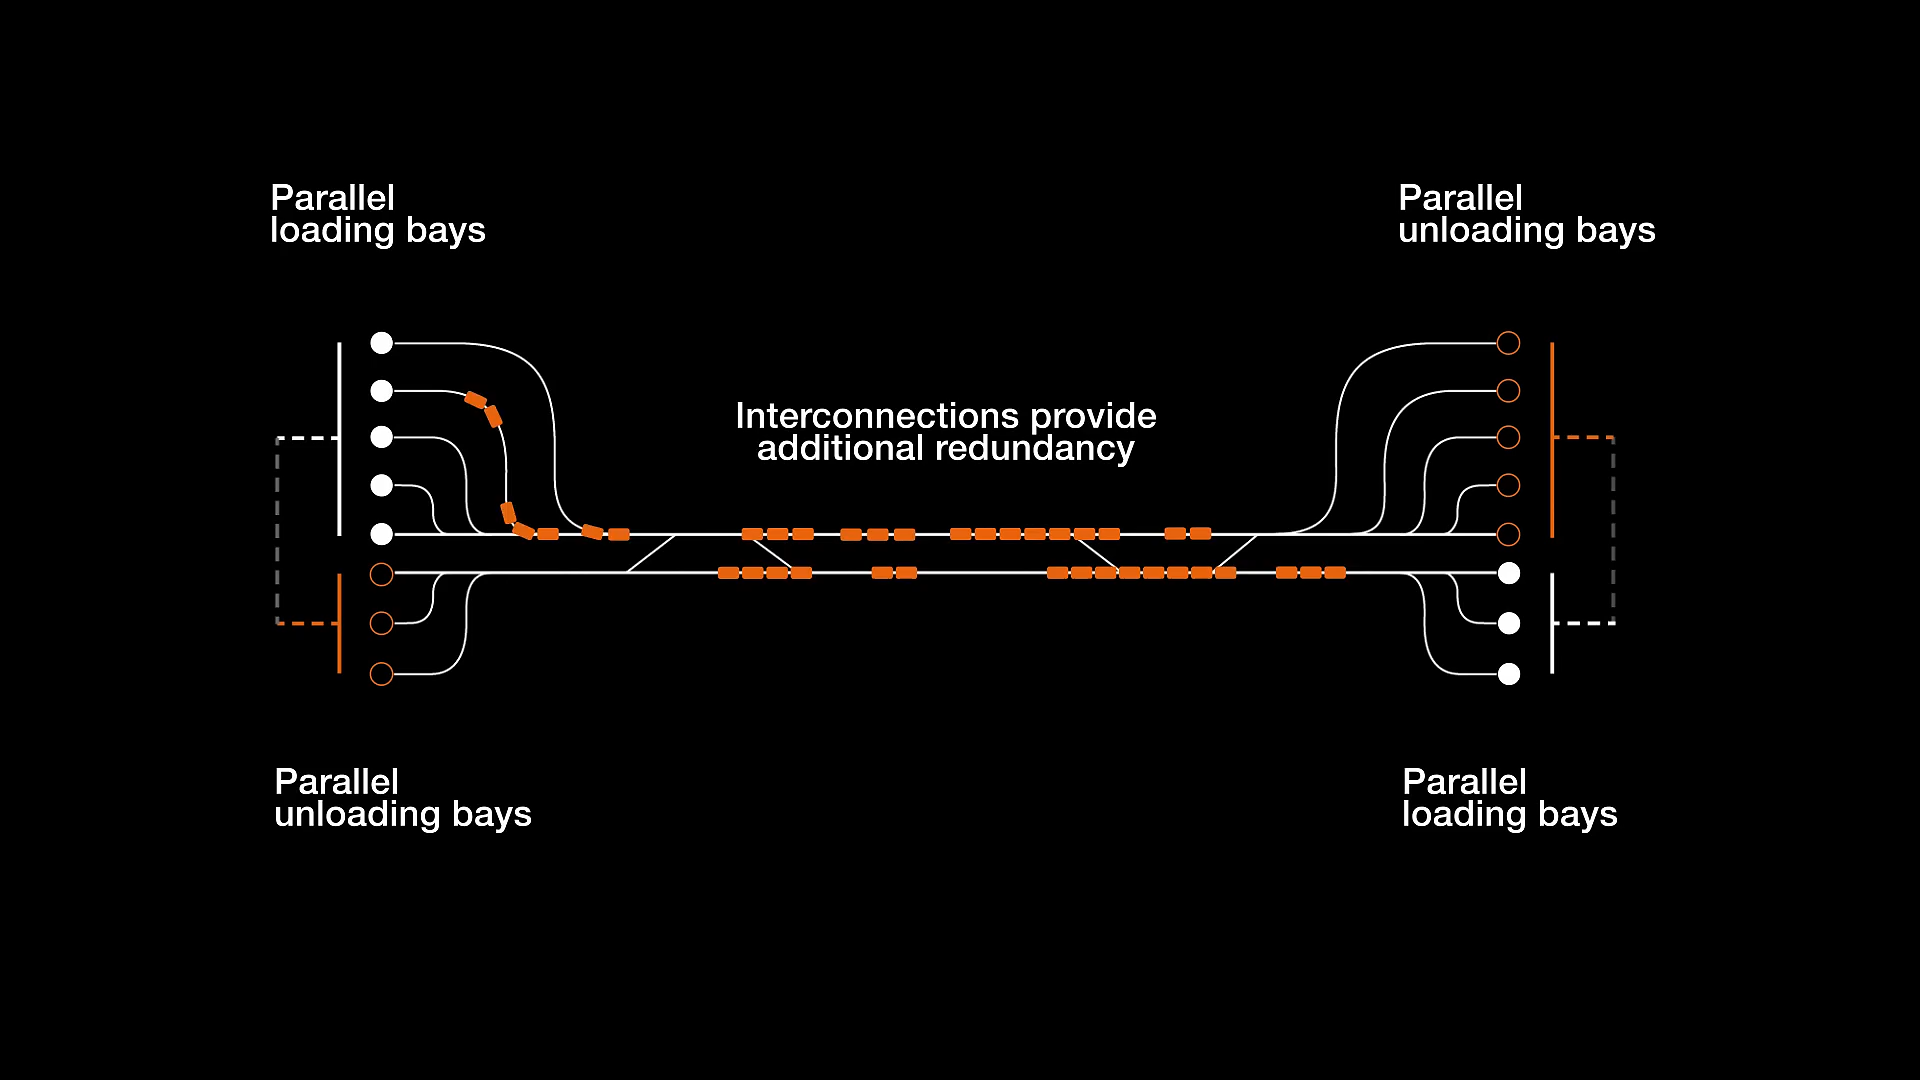 Parallel
loading bays
Parallel
unloading bays
Interconnections provide
additional redundancy
Parallel
unloading bays
Parallel
loading bays